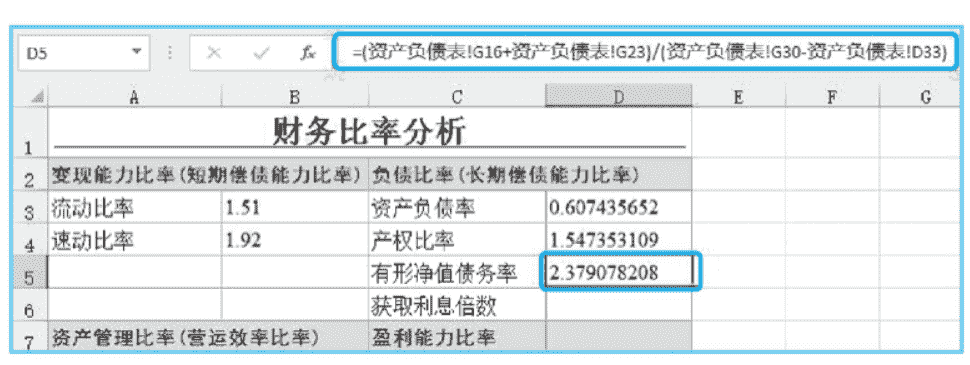 D5 fx =(资产负债表!G16+资产负债表!G23)/(资产负债表!G30-资产负债表!D33)
A B C D E F G
1 财务比率分析
2 变现能力比率(短期偿债能力比率) 负债比率(长期偿债能力比率)
3 流动比率 1.51 资产负债率 0.607435652
4 速动比率 1.92 产权比率 1.547353109
5 有形净值债务率 2.379078208
6 获取利息倍数
7 资产管理比率(营运效率比率) 盈利能力比率